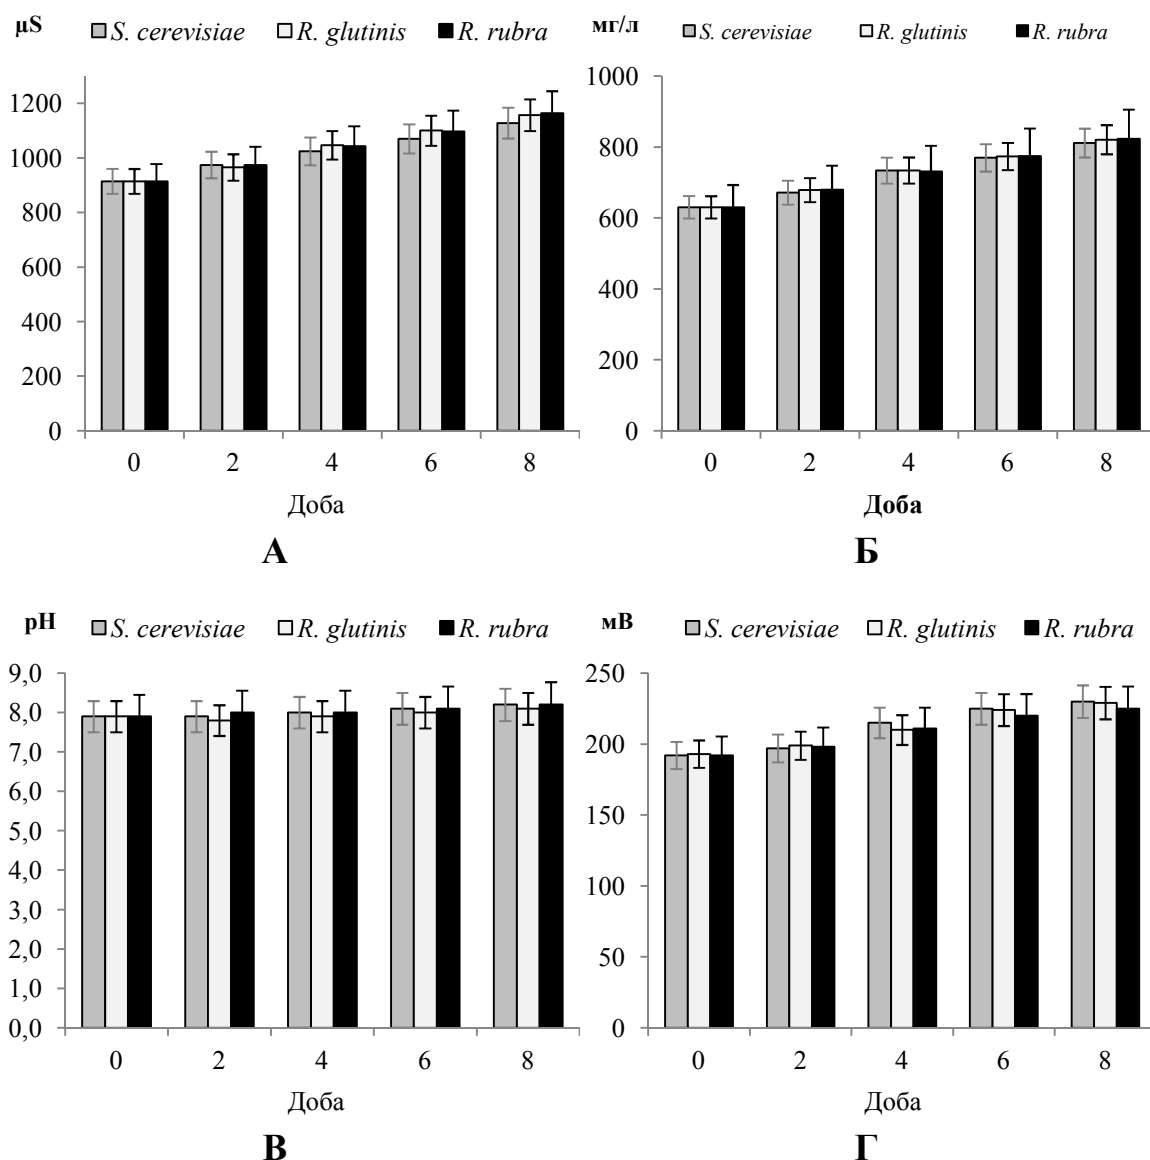 µS S. cerevisiae R. glutinis R. rubra
1200
1000
800
600
400
200
0
0 2 4 6 8
Доба
А
мг/л S. cerevisiae R. glutinis R. rubra
1000
800
600
400
200
0
0 2 4 6 8
Доба
Б
pH S. cerevisiae R. glutinis R. rubra
9,0
8,0
7,0
6,0
5,0
4,0
3,0
2,0
1,0
0,0
0 2 4 6 8
Доба
В
мВ S. cerevisiae R. glutinis R. rubra
250
200
150
100
50
0
0 2 4 6 8
Доба
Г